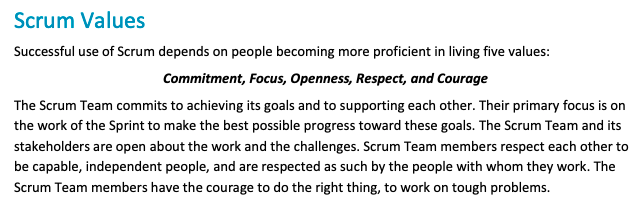 Scrum Values
Successful use of Scrum depends on people becoming more proficient in living five values:
Commitment, Focus, Openness, Respect, and Courage
The Scrum Team commits to achieving its goals and to supporting each other. Their primary focus is on
the work of the Sprint to make the best possible progress toward these goals. The Scrum Team and its
stakeholders are open about the work and the challenges. Scrum Team members respect each other to
be capable, independent people, and are respected as such by the people with whom they work. The
Scrum Team members have the courage to do the right thing, to work on tough problems.